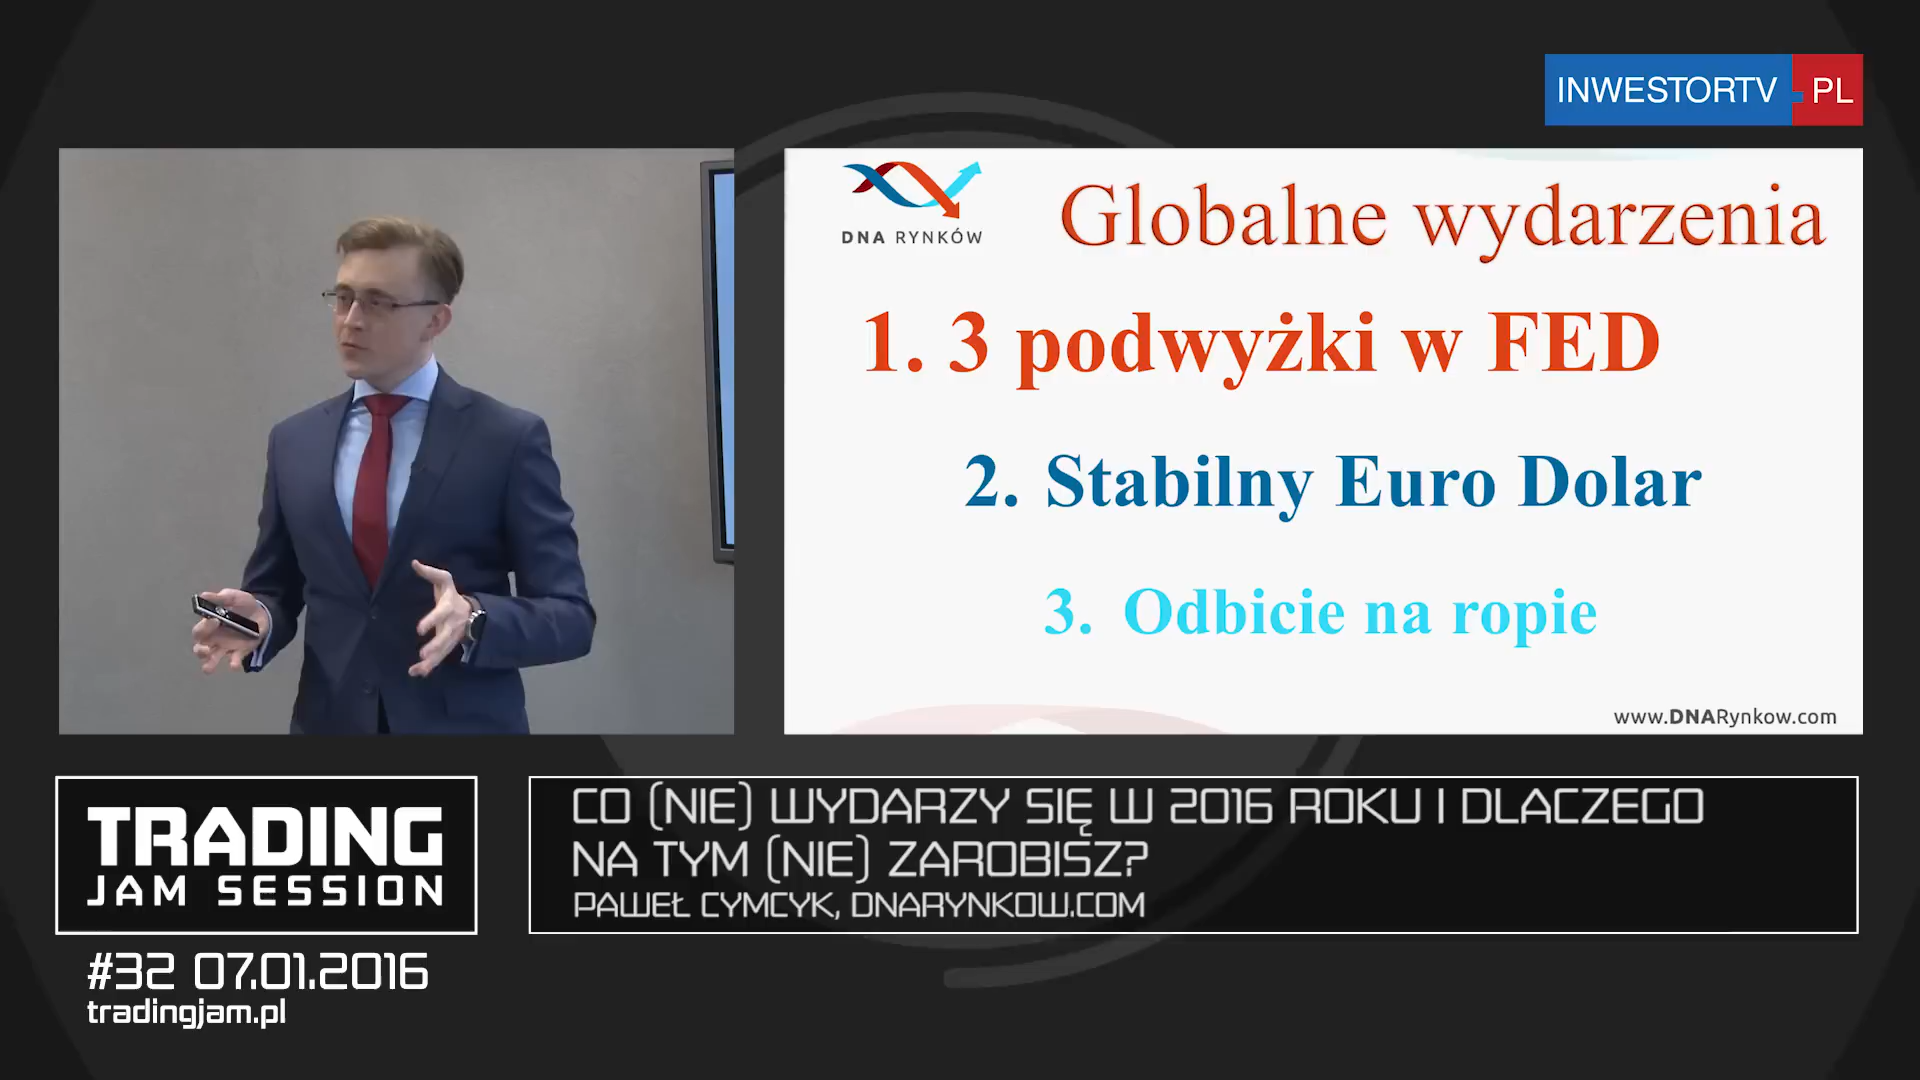 INWESTORTV.PL
DNA RYNKÓW
Globalne wydarzenia
1. 3 podwyżki w FED
2. Stabilny Euro Dolar
3. Odbicie na ropie
www.DNARynkow.com
TRADING
JAM SESSION
#32 07.01.2016
tradingjam.pl
CO (NIE) WYDARZY SIĘ W 2016 ROKU I DLACZEGO
NA TYM (NIE) ZAROBISZ?
PAWEŁ CYMCYK, DNARYNKOW.COM